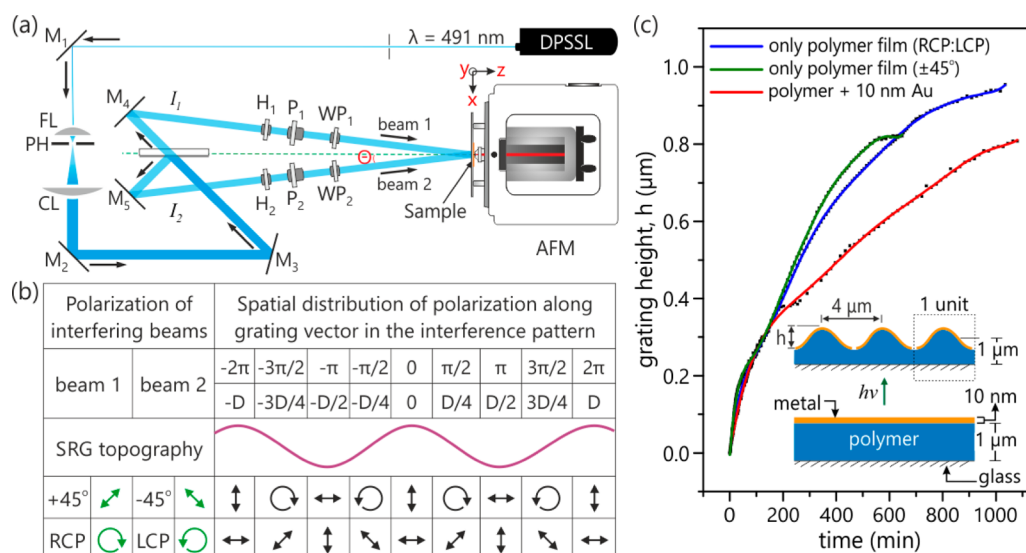 (a)
M1
λ = 491 nm
DPSSL
FL
PH
CL
M4
I1
M5
I2
M2
M3
H1
P1
WP1
beam 1
Θ
H2
P2
WP2
beam 2
y
z
x
Sample
AFM
(b)
Polarization of interfering beams
Spatial distribution of polarization along grating vector in the interference pattern
beam 1
beam 2
-2π -3π/2 -π -π/2 0 π/2 π 3π/2 2π
-D -3D/4 -D/2 -D/4 0 D/4 D/2 3D/4 D
SRG topography
+45° -45°
RCP LCP
(c)
only polymer film (RCP:LCP)
only polymer film (±45°)
polymer + 10 nm Au
grating height, h (μm)
1.0
0.8
0.6
0.4
0.2
0.0
4 μm
1 unit
h
1 μm
hν
10 nm
metal
polymer
1 μm
glass
0 200 400 600 800 1000
time (min)